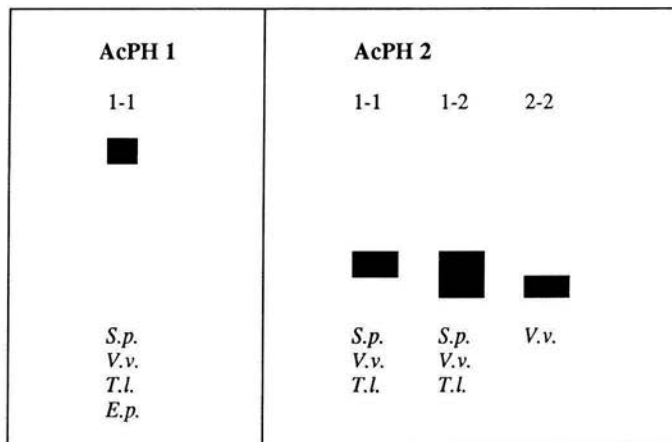 AcPH 1
AcPH 2
1-1
1-1 1-2 2-2
S.p.
V.v.
T.l.
E.p.
S.p. S.p. V.v.
V.v. V.v.
T.l. T.l.